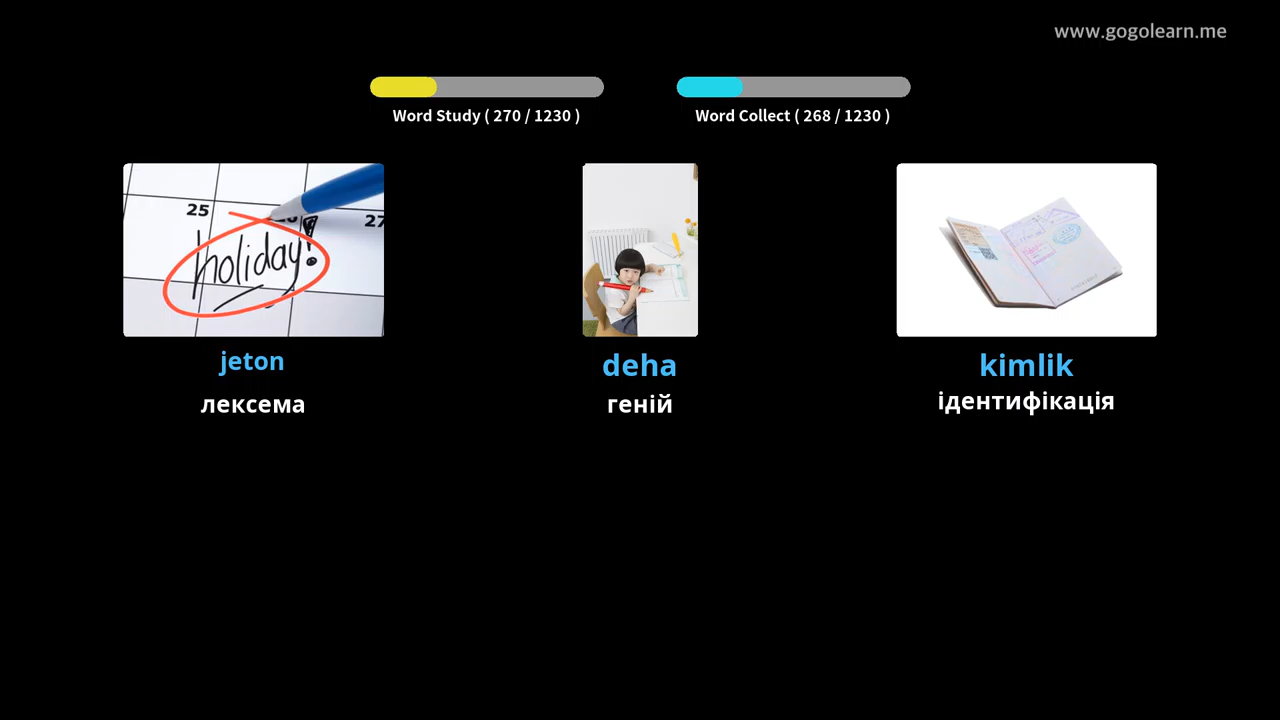 www.gogolearn.me
Word Study ( 270 / 1230 )
Word Collect ( 268 / 1230 )
25
27
holiday!
jeton
deha
kimlik
лексема
геній
ідентифікація